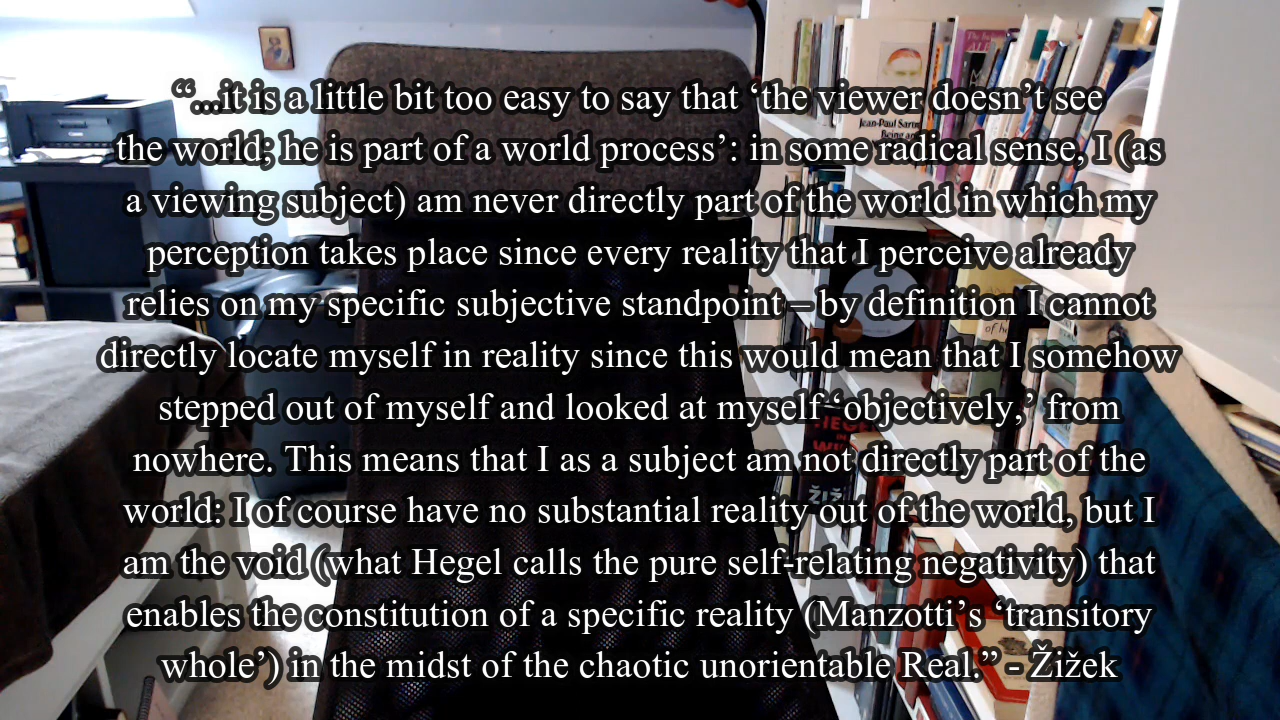 “...it is a little bit too easy to say that ‘the viewer doesn’t see
the world; he is part of a world process’: in some radical sense, I (as
a viewing subject) am never directly part of the world in which my
perception takes place since every reality that I perceive already
relies on my specific subjective standpoint – by definition I cannot
directly locate myself in reality since this would mean that I somehow
stepped out of myself and looked at myself ‘objectively,’ from
nowhere. This means that I as a subject am not directly part of the
world: I of course have no substantial reality out of the world, but I
am the void (what Hegel calls the pure self-relating negativity) that
enables the constitution of a specific reality (Manzotti’s ‘transitory
whole’) in the midst of the chaotic unorientable Real.” - Žižek
Jean-Paul
Being
HEGEL